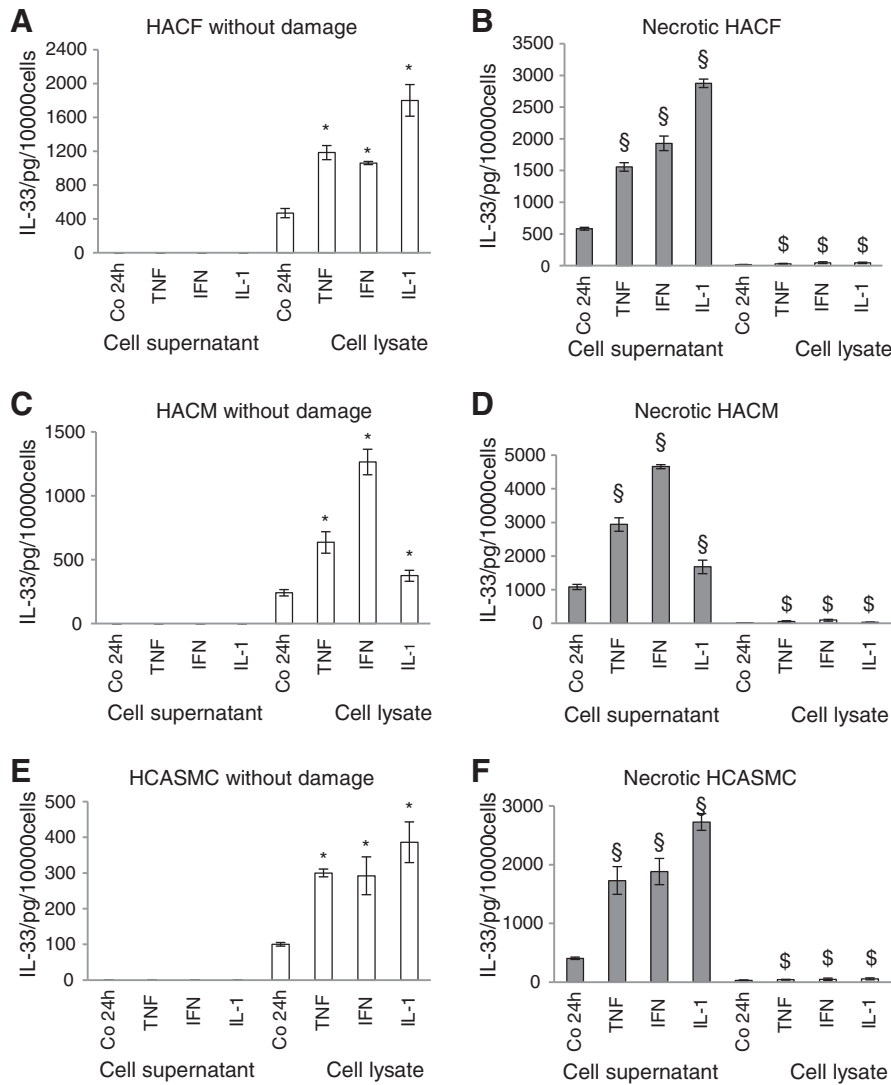 A
HACF without damage
IL-33/pg/10000cells
2400
2000
1600
1200
800
400
0
*
*
*
Co 24h
TNF
IFN
IL-1
Co 24h
TNF
IFN
IL-1
Cell supernatant
Cell lysate
B
Necrotic HACF
IL-33/pg/10000cells
3500
3000
2500
2000
1500
1000
500
0
§
§
§
$
$
$
Co 24h
TNF
IFN
IL-1
Co 24h
TNF
IFN
IL-1
Cell supernatant
Cell lysate
C
HACM without damage
IL-33/pg/10000cells
1500
1000
500
0
*
*
*
Co 24h
TNF
IFN
IL-1
Co 24h
TNF
IFN
IL-1
Cell supernatant
Cell lysate
D
Necrotic HACM
IL-33/pg/10000cells
5000
4000
3000
2000
1000
0
§
§
§
$
$
$
Co 24h
TNF
IFN
IL-1
Co 24h
TNF
IFN
IL-1
Cell supernatant
Cell lysate
E
HCASMC without damage
IL-33/pg/10000cells
500
400
300
200
100
0
*
*
*
Co 24h
TNF
IFN
IL-1
Co 24h
TNF
IFN
IL-1
Cell supernatant
Cell lysate
F
Necrotic HCASMC
IL-33/pg/10000cells
3000
2000
1000
0
§
§
§
$
$
$
Co 24h
TNF
IFN
IL-1
Co 24h
TNF
IFN
IL-1
Cell supernatant
Cell lysate